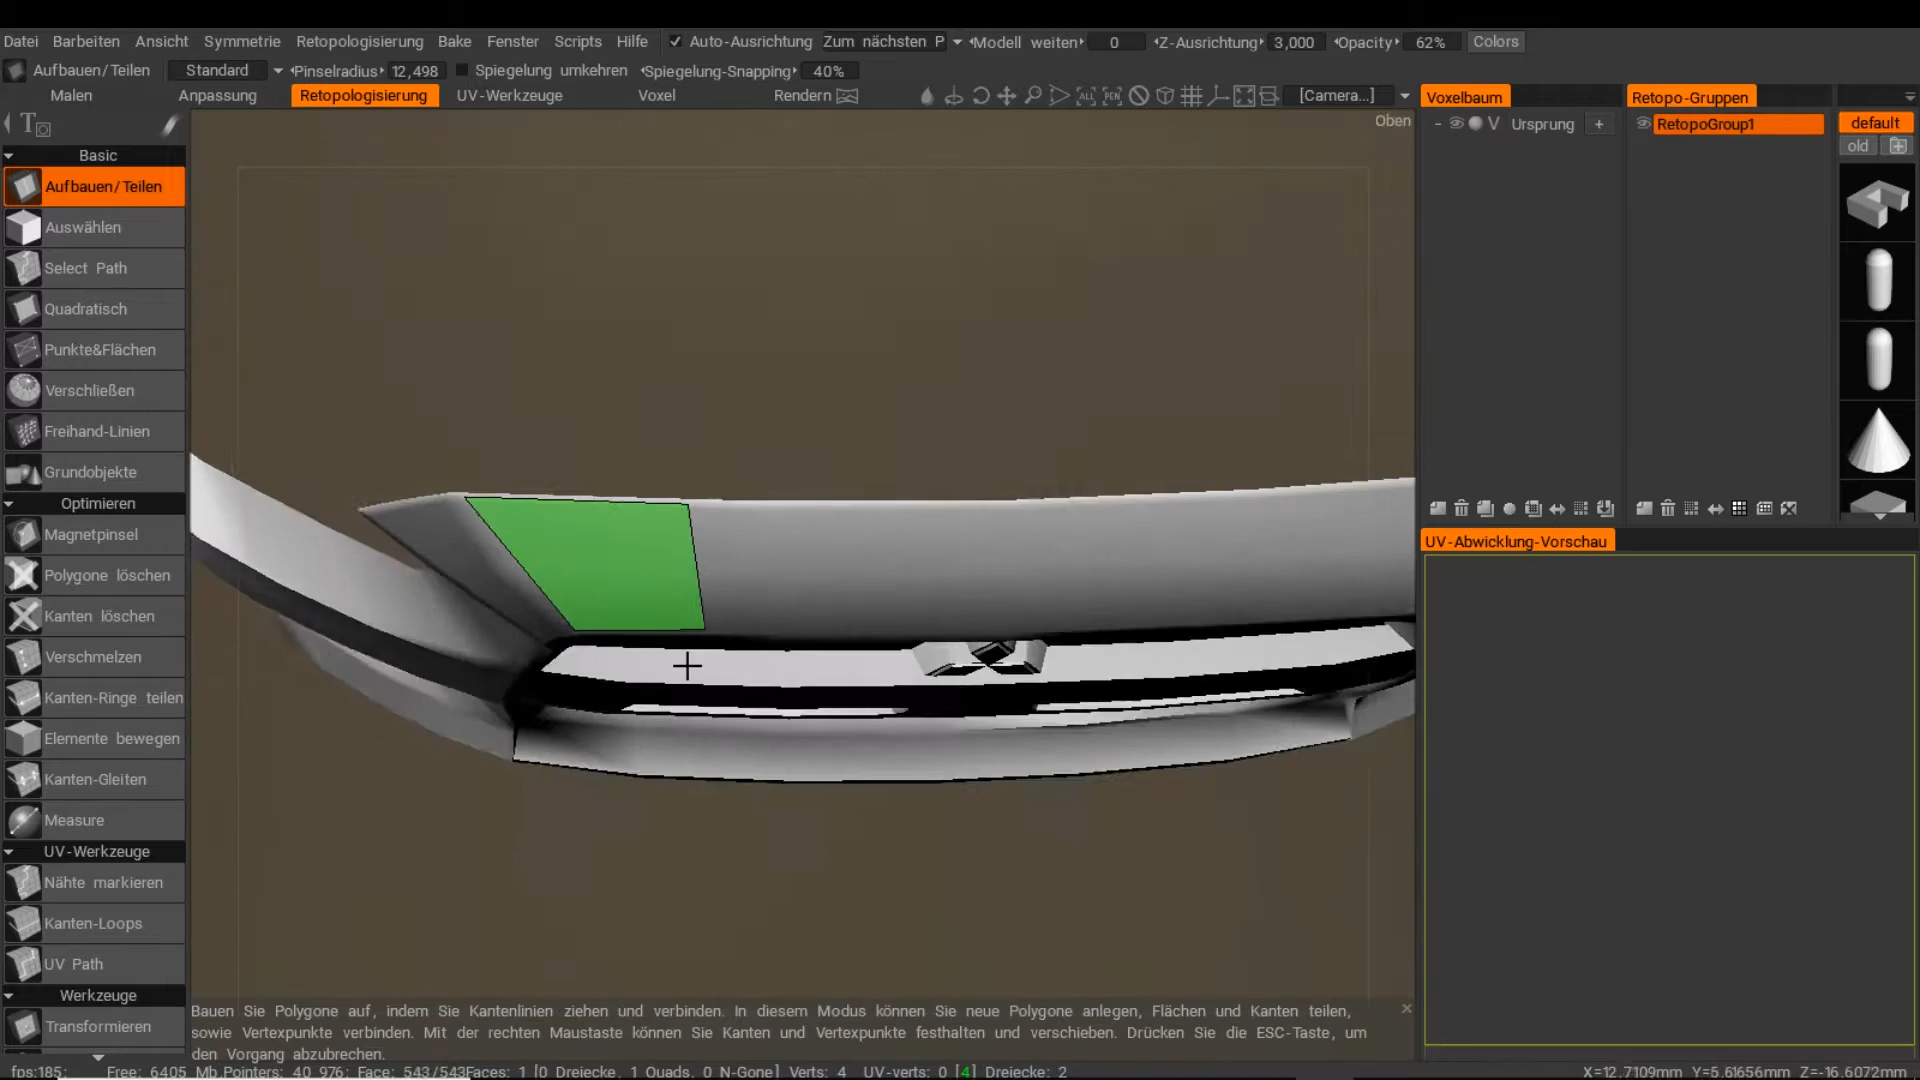 Datei Bearbeiten Ansicht Symmetrie Retopologisierung Bake Fenster Scripts Hilfe Auto-Ausrichtung Zum nächsten P Modell weiten 0 Z-Ausrichtung 3,000 Opacity 62% Colors
Aufbauen/Teilen Standard Pinselradius 12,498 Spiegelung umkehren Spiegelung-Snapping 40%
Malen Anpassung Retopologisierung UV-Werkzeuge Voxel Rendern ALL PEN [Camera...] Voxelbaum Retopo-Gruppen
Oben
V Ursprung + RetopoGroup1 default
old
Basic
Aufbauen/Teilen
Auswählen
Select Path
Quadratisch
Punkte&Flächen
Verschließen
Freihand-Linien
Grundobjekte
Optimieren
Magnetpinsel
Polygone löschen
Kanten löschen
Verschmelzen
Kanten-Ringe teilen
Elemente bewegen
Kanten-Gleiten
Measure
UV-Werkzeuge
Nähte markieren
Kanten-Loops
UV Path
Werkzeuge
Transformieren
UV-Abwicklung-Vorschau
Bauen Sie Polygone auf, indem Sie Kantenlinien ziehen und verbinden. In diesem Modus können Sie neue Polygone anlegen, Flächen und Kanten teilen,
sowie Vertexpunkte verbinden. Mit der rechten Maustaste können Sie Kanten und Vertexpunkte festhalten und verschieben. Drücken Sie die ESC-Taste, um
den Vorgang abzubrechen.
fps:185; Free: 6405 Mb,Pointers: 40 976; Face: 543/543Faces: 1 [0 Dreiecke, 1 Quads, 0 N-Gone] Verts: 4 UV-verts: 0 [4] Dreiecke: 2 X=12.7109mm Y=5.61656mm Z=-16.6072mm